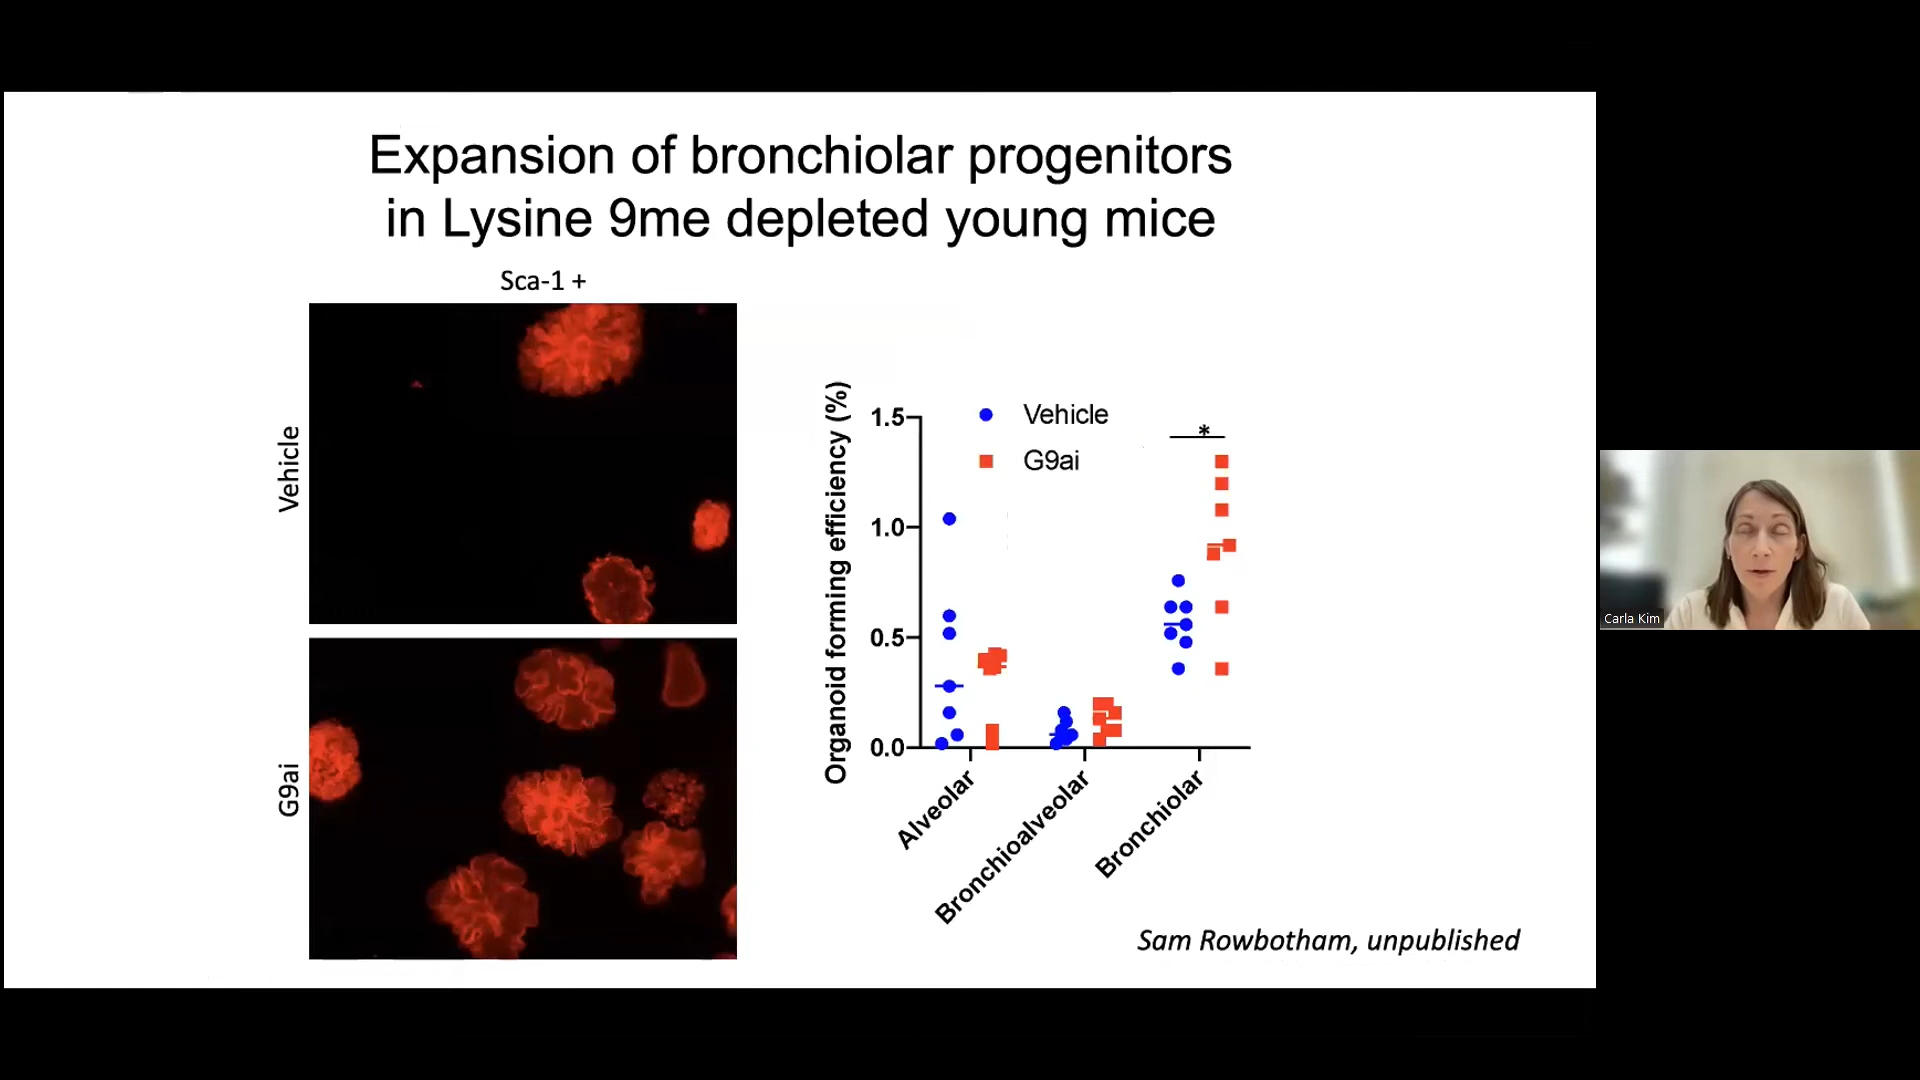 Expansion of bronchiolar progenitors
in Lysine 9me depleted young mice
Sca-1 +
Vehicle
G9ai
Organoid forming efficiency (%)
1.5
1.0
0.5
0.0
Vehicle
G9ai
*
Alveolar
Bronchioalveolar
Bronchiolar
Sam Rowbotham, unpublished
Carla Kim